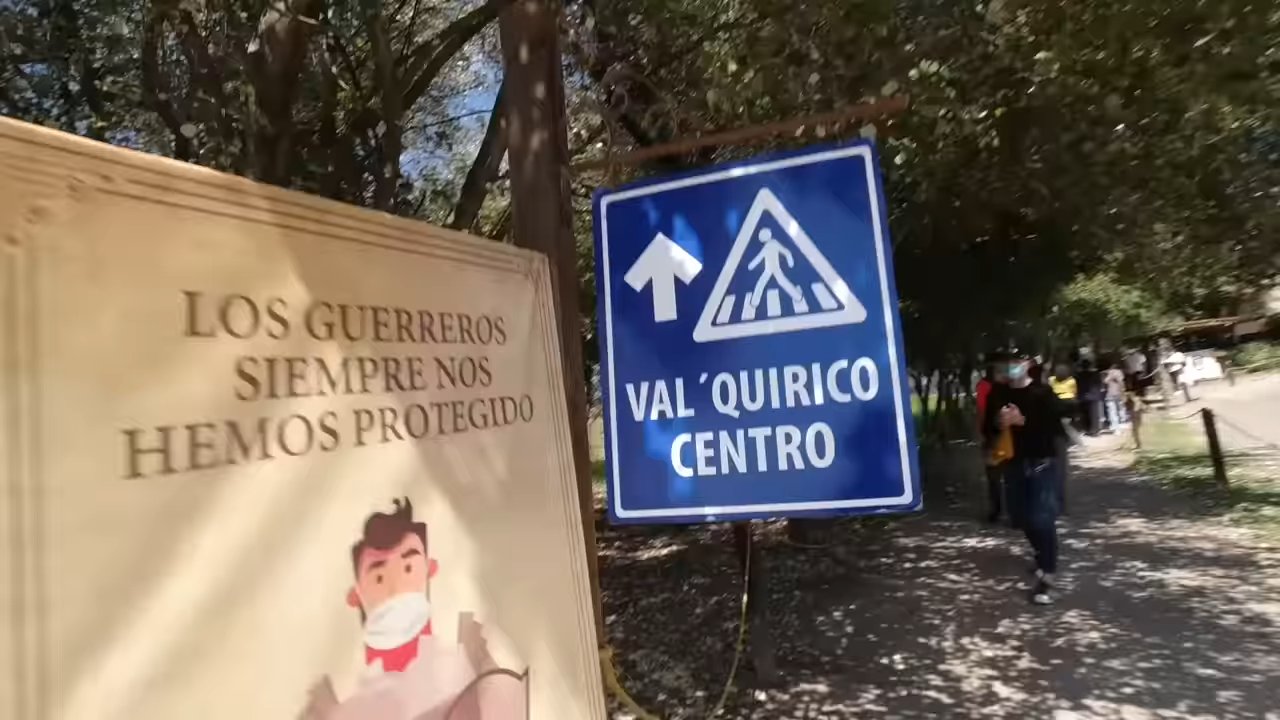 LOS GUERREROS
SIEMPRE NOS
HEMOS PROTEGIDO
VAL ´QUIRICO
CENTRO